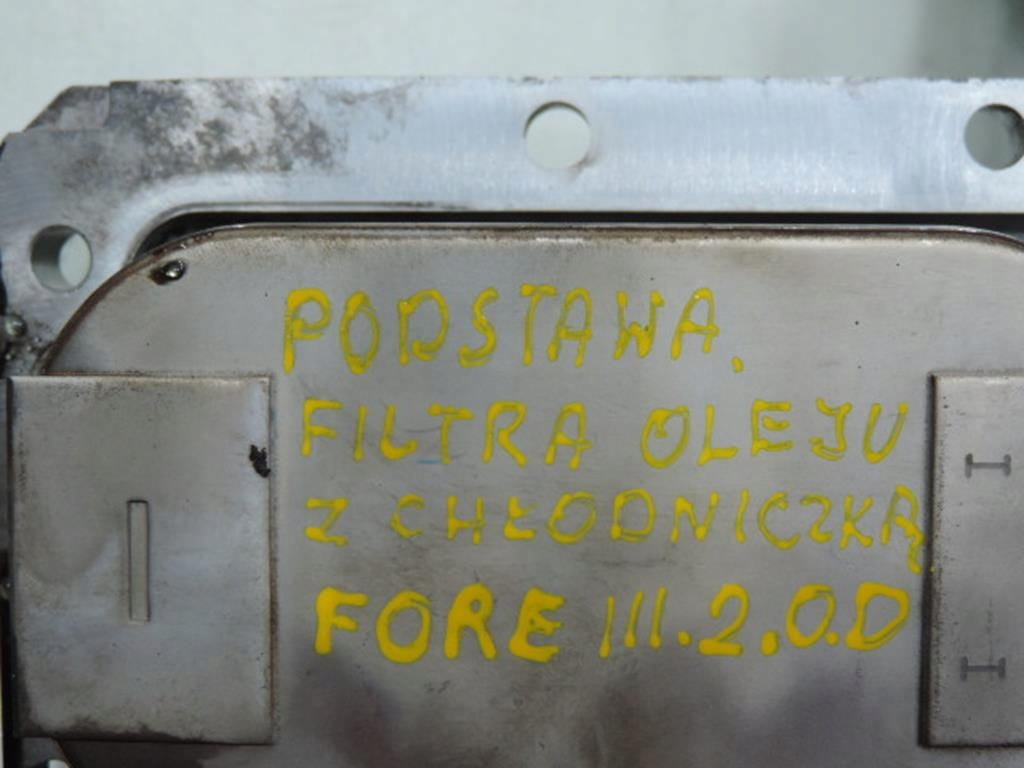 PODSTAWA.
FILTRA OLEJU
Z CHŁODNICZKĄ
FORE III.2.0.D